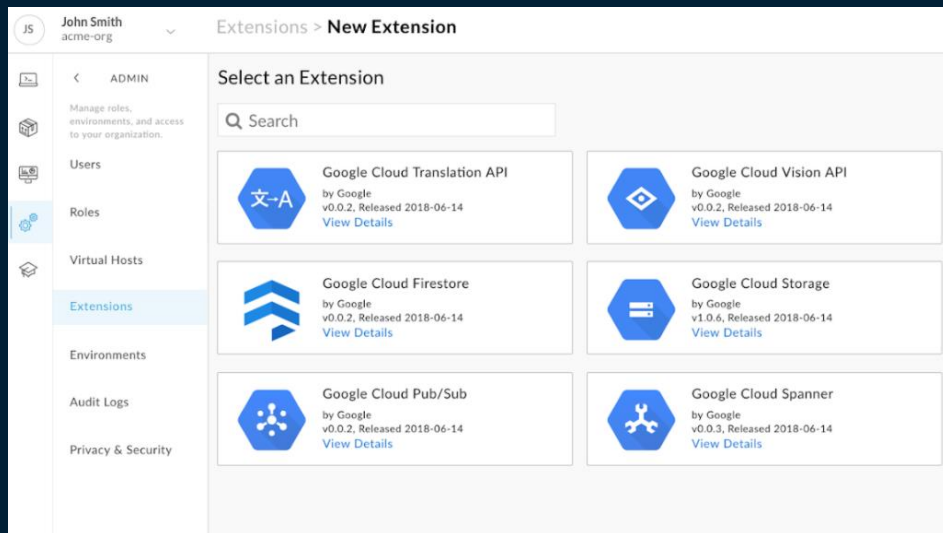 JS
John Smith
acme-org
Extensions > New Extension
ADMIN
Manage roles,
environments, and access
to your organization.
Users
Roles
Virtual Hosts
Extensions
Environments
Audit Logs
Privacy & Security
Select an Extension
Search
文→A
Google Cloud Translation API
by Google
v0.0.2, Released 2018-06-14
View Details
Google Cloud Vision API
by Google
v0.0.2, Released 2018-06-14
View Details
Google Cloud Firestore
by Google
v0.0.2, Released 2018-06-14
View Details
Google Cloud Storage
by Google
v1.0.6, Released 2018-06-14
View Details
Google Cloud Pub/Sub
by Google
v0.0.2, Released 2018-06-14
View Details
Google Cloud Spanner
by Google
v0.0.3, Released 2018-06-14
View Details